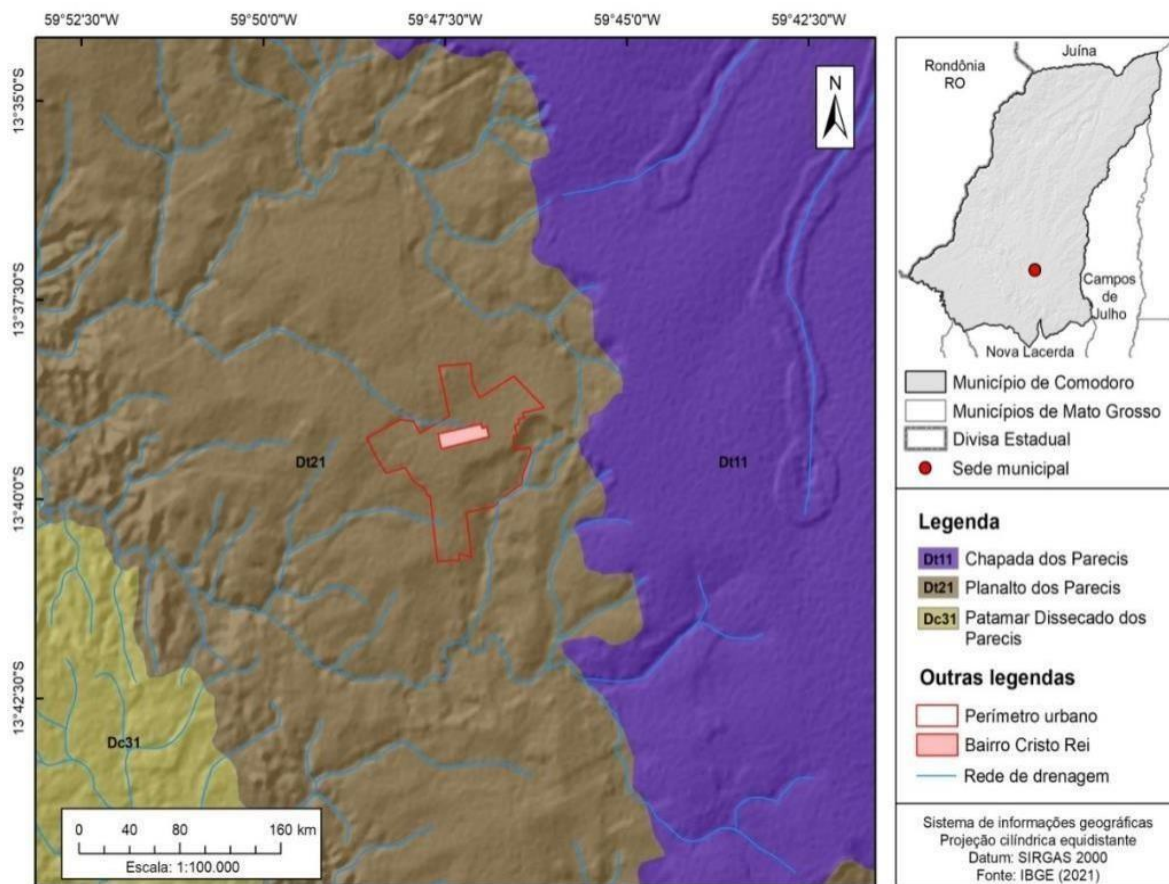 59°52'30"W
59°50'0"W
59°47'30"W
59°45'0"W
59°42'30"W
13°35'0"S
13°37'30"S
13°40'0"S
13°42'30"S
N
Dt21
Dt11
Dc31
0 40 80 160 km
Escala: 1:100.000
Juína
Rondônia
RO
Campos
de
Julho
Nova Lacerda
Município de Comodoro
Municípios de Mato Grosso
Divisa Estadual
Sede municipal
Legenda
Dt11 Chapada dos Parecis
Dt21 Planalto dos Parecis
Dc31 Patamar Dissecado dos
Parecis
Outras legendas
Perímetro urbano
Bairro Cristo Rei
Rede de drenagem
Sistema de informações geográficas
Projeção cilíndrica equidistante
Datum: SIRGAS 2000
Fonte: IBGE (2021)